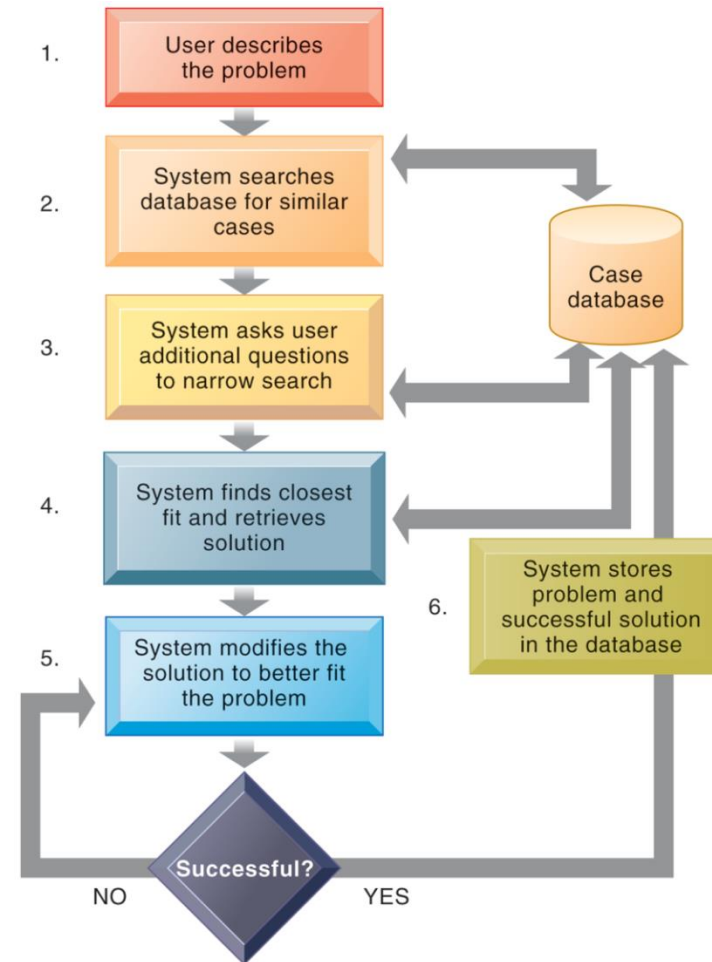 1.
User describes
the problem
2.
System searches
database for similar
cases
Case
database
3.
System asks user
additional questions
to narrow search
4.
System finds closest
fit and retrieves
solution
5.
System modifies the
solution to better fit
the problem
6.
System stores
problem and
successful solution
in the database
Successful?
NO
YES